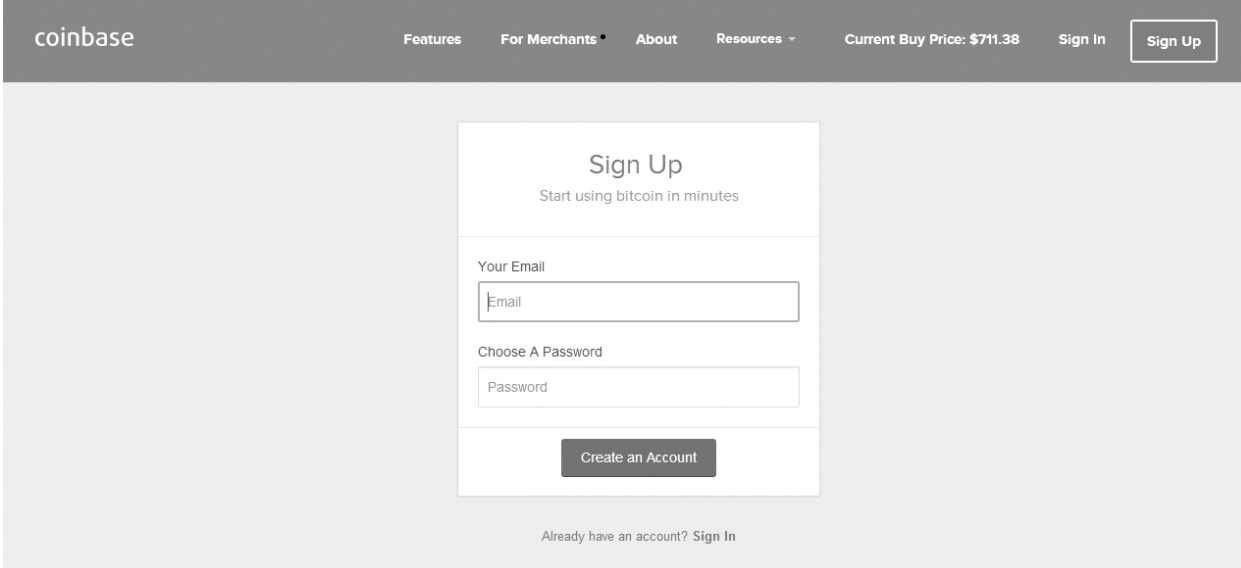 coinbase Features For Merchants About Resources Current Buy Price: $711.38 Sign In Sign Up
Sign Up
Start using bitcoin in minutes
Your Email
Email
Choose A Password
Password
Create an Account
Already have an account? Sign In